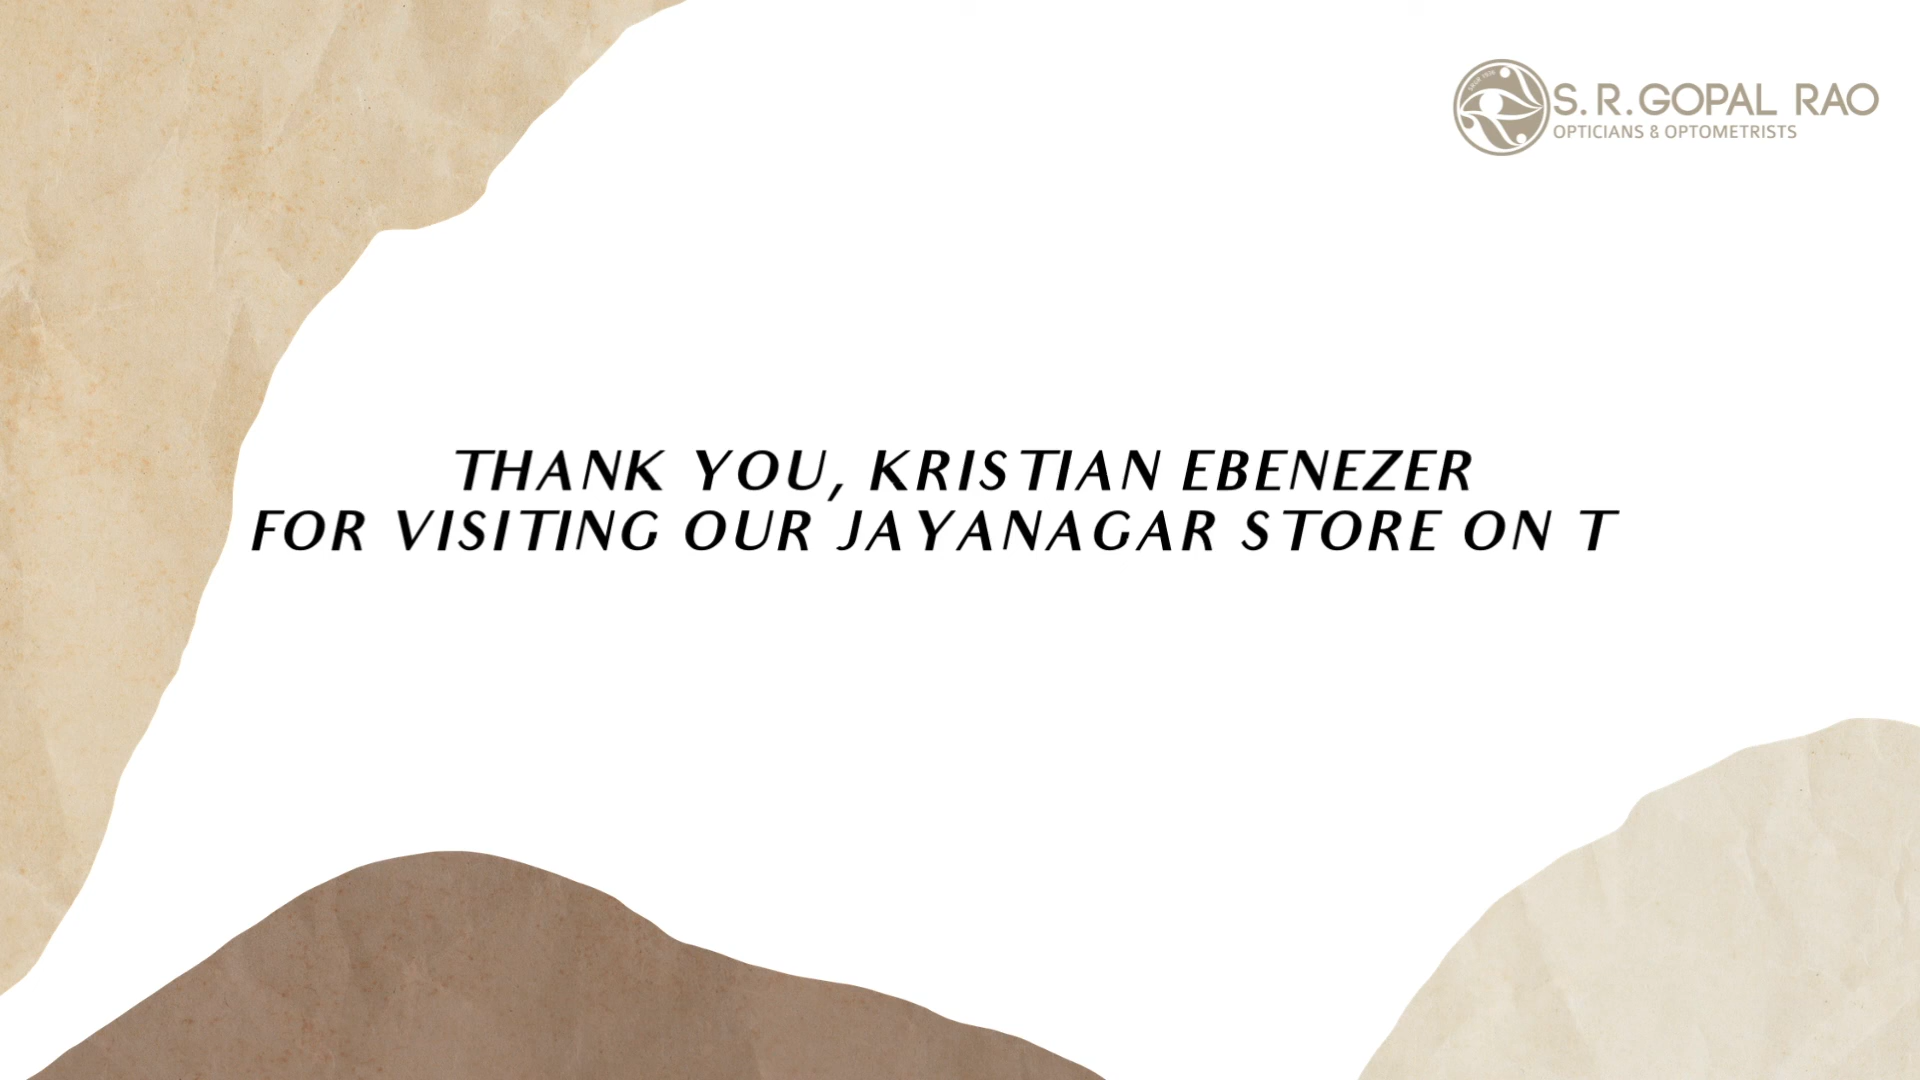 S.R.GOPAL RAO
OPTICIANS & OPTOMETRISTS
THANK YOU, KRISTIAN EBENEZER
FOR VISITING OUR JAYANAGAR STORE ON T